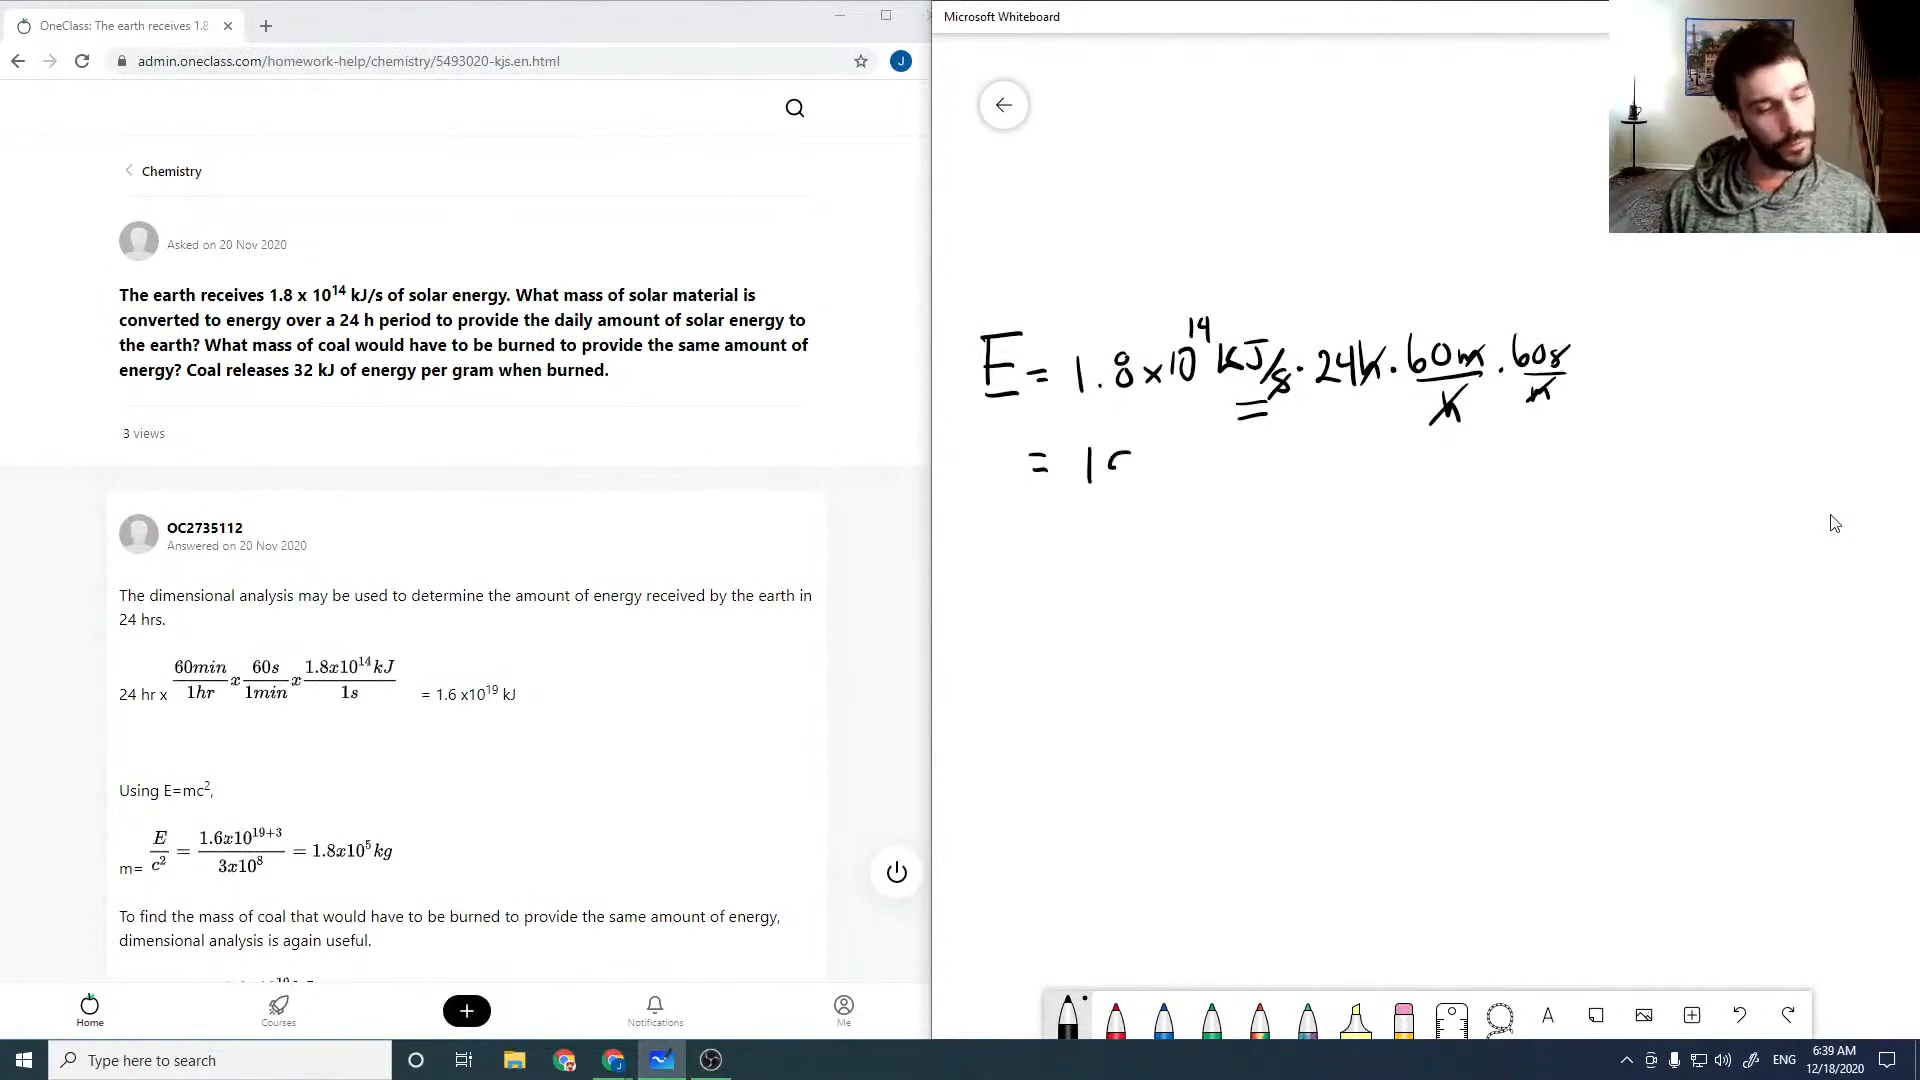 OneClass: The earth receives 1.8
admin.oneclass.com/homework-help/chemistry/5493020-kjs.en.html
J
Chemistry
Asked on 20 Nov 2020
The earth receives 1.8 x 10¹⁴ kJ/s of solar energy. What mass of solar material is
converted to energy over a 24 h period to provide the daily amount of solar energy to
the earth? What mass of coal would have to be burned to provide the same amount of
energy? Coal releases 32 kJ of energy per gram when burned.
3 views
OC2735112
Answered on 20 Nov 2020
The dimensional analysis may be used to determine the amount of energy received by the earth in
24 hrs.
24 hr x 60min/1hr x 60s/1min x 1.8x10¹⁴kJ/1s = 1.6 x10¹⁹ kJ
Using E=mc²,
m= E/c² = 1.6x10¹⁹⁺³/3x10⁸ = 1.8x10⁵kg
To find the mass of coal that would have to be burned to provide the same amount of energy,
dimensional analysis is again useful.
Home
Courses
Notifications
Me
Microsoft Whiteboard
E = 1.8 x 10¹⁴ kJ/s · 24h · 60m/h · 60s/m
= 1
A
Type here to search
ENG
6:39 AM
12/18/2020